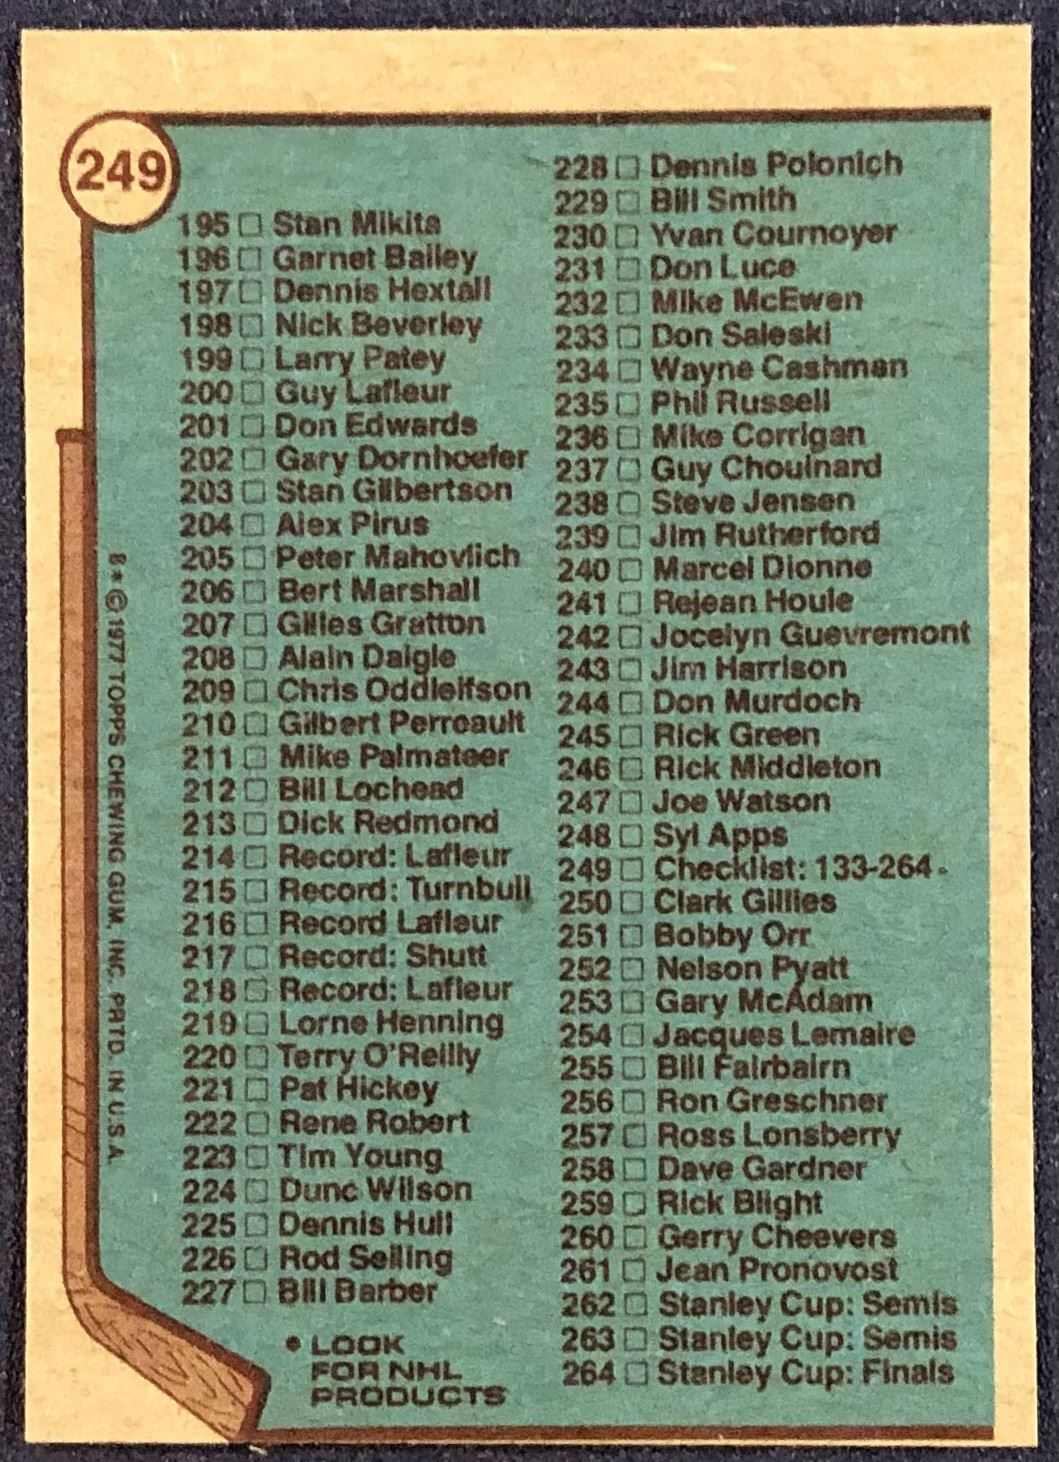 249
195 □ Stan Mikita
196 □ Garnet Bailey
197 □ Dennis Hextall
198 □ Nick Beverley
199 □ Larry Patey
200 □ Guy Lafleur
201 □ Don Edwards
202 □ Gary Dornhoefer
203 □ Stan Gilbertson
204 □ Alex Pirus
205 □ Peter Mahovlich
206 □ Bert Marshall
207 □ Gilles Gratton
208 □ Alain Daigle
209 □ Chris Oddleifson
210 □ Gilbert Perreault
211 □ Mike Palmateer
212 □ Bill Lochead
213 □ Dick Redmond
214 □ Record: Lafleur
215 □ Record: Turnbull
216 □ Record Lafleur
217 □ Record: Shutt
218 □ Record: Lafleur
219 □ Lorne Henning
220 □ Terry O'Reilly
221 □ Pat Hickey
222 □ Rene Robert
223 □ Tim Young
224 □ Dunc Wilson
225 □ Dennis Hull
226 □ Rod Seiling
227 □ Bill Barber
• LOOK
FOR NHL
PRODUCTS
228 □ Dennis Polonich
229 □ Bill Smith
230 □ Yvan Cournoyer
231 □ Don Luce
232 □ Mike McEwen
233 □ Don Saleski
234 □ Wayne Cashman
235 □ Phil Russell
236 □ Mike Corrigan
237 □ Guy Chouinard
238 □ Steve Jensen
239 □ Jim Rutherford
240 □ Marcel Dionne
241 □ Rejean Houle
242 □ Jocelyn Guevremont
243 □ Jim Harrison
244 □ Don Murdoch
245 □ Rick Green
246 □ Rick Middleton
247 □ Joe Watson
248 □ Syl Apps
249 □ Checklist: 133-264
250 □ Clark Gillies
251 □ Bobby Orr
252 □ Nelson Pyatt
253 □ Gary McAdam
254 □ Jacques Lemaire
255 □ Bill Fairbairn
256 □ Ron Greschner
257 □ Ross Lonsberry
258 □ Dave Gardner
259 □ Rick Blight
260 □ Gerry Cheevers
261 □ Jean Pronovost
262 □ Stanley Cup: Semis
263 □ Stanley Cup: Semis
264 □ Stanley Cup: Finals
8 * © 1977 TOPPS CHEWING GUM, INC. PRTD. IN U.S.A.